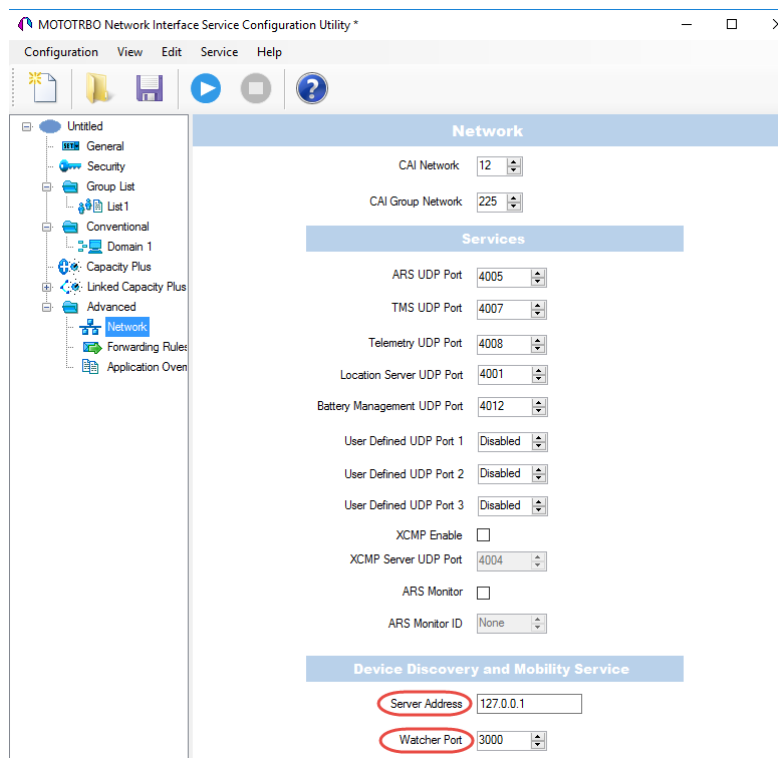 MOTOTRBO Network Interface Service Configuration Utility *
Configuration View Edit Service Help
Untitled
General
Security
Group List
List1
Conventional
Domain 1
Capacity Plus
Linked Capacity Plus
Advanced
Network
Forwarding Rules
Application Over
Network
CAI Network 12
CAI Group Network 225
Services
ARS UDP Port 4005
TMS UDP Port 4007
Telemetry UDP Port 4008
Location Server UDP Port 4001
Battery Management UDP Port 4012
User Defined UDP Port 1 Disabled
User Defined UDP Port 2 Disabled
User Defined UDP Port 3 Disabled
XCMP Enable
XCMP Server UDP Port 4004
ARS Monitor
ARS Monitor ID None
Device Discovery and Mobility Service
Server Address 127.0.0.1
Watcher Port 3000